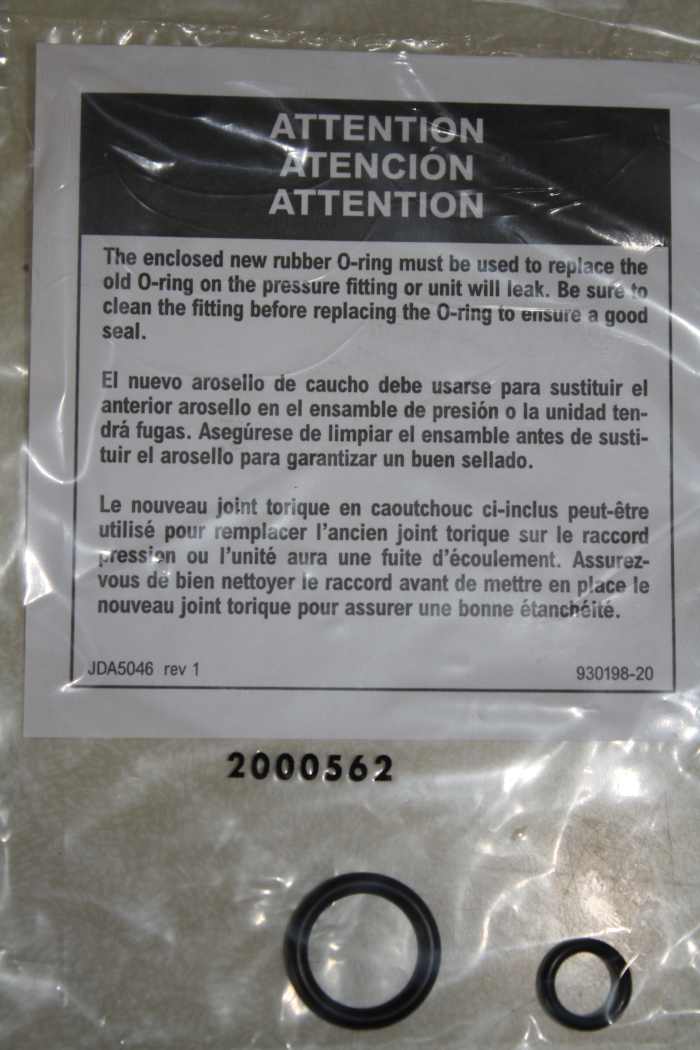 ATTENTION
ATENCIÓN
ATTENTION
The enclosed new rubber O-ring must be used to replace the
old O-ring on the pressure fitting or unit will leak. Be sure to
clean the fitting before replacing the O-ring to ensure a good
seal.
El nuevo arosello de caucho debe usarse para sustituir el
anterior arosello en el ensamble de presión o la unidad ten-
drá fugas. Asegúrese de limpiar el ensamble antes de susti-
tuir el arosello para garantizar un buen sellado.
Le nouveau joint torique en caoutchouc ci-inclus peut-être
utilisé pour remplacer l'ancien joint torique sur le raccord
pression ou l'unité aura une fuite d'écoulement. Assurez-
vous de bien nettoyer le raccord avant de mettre en place le
nouveau joint torique pour assurer une bonne étanchéité.
JDA5046 rev 1
930198-20
2000562